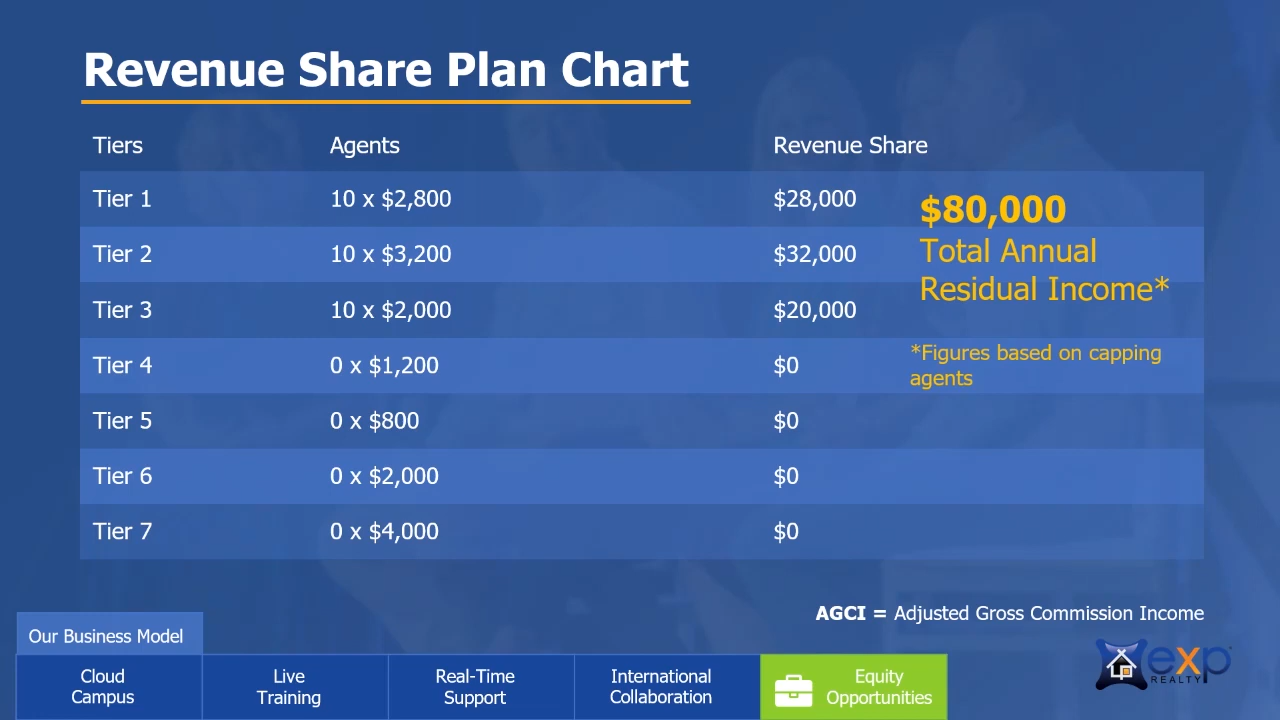 Revenue Share Plan Chart
Tiers Agents Revenue Share
Tier 1 10 x $2,800 $28,000
Tier 2 10 x $3,200 $32,000
Tier 3 10 x $2,000 $20,000
Tier 4 0 x $1,200 $0
Tier 5 0 x $800 $0
Tier 6 0 x $2,000 $0
Tier 7 0 x $4,000 $0
$80,000
Total Annual
Residual Income*
*Figures based on capping
agents
AGCI = Adjusted Gross Commission Income
Our Business Model
Cloud
Campus
Live
Training
Real-Time
Support
International
Collaboration
Equity
Opportunities
exp
REALTY